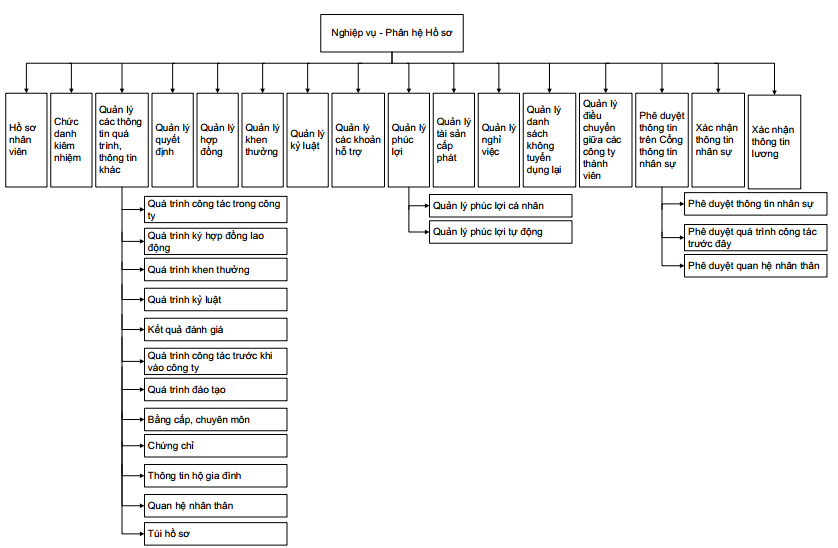 Nghiệp vụ - Phân hệ Hồ sơ
Hồ sơ
nhân
viên
Chức
danh
kiêm
nhiệm
Quản lý
các thông
tin quá
trình,
thông tin
khác
Quản lý
quyết
định
Quản lý
hợp
đồng
Quản lý
khen
thưởng
Quản lý
kỷ luật
Quản lý
các khoản
hỗ trợ
Quản lý
phúc
lợi
Quản lý
tài sản
cấp
phát
Quản lý
nghỉ
việc
Quản lý
danh
sách
không
tuyển
dụng lại
Quản lý
điều
chuyển
giữa các
công ty
thành
viên
Phê duyệt
thông tin
trên Cổng
thông tin
nhân sự
Xác nhận
thông tin
nhân sự
Xác nhận
thông tin
lương
Quá trình công tác trong công
ty
Quá trình ký hợp đồng lao
động
Quá trình khen thưởng
Quá trình kỷ luật
Kết quả đánh giá
Quá trình công tác trước khi
vào công ty
Quá trình đào tạo
Bằng cấp, chuyên môn
Chứng chỉ
Thông tin hộ gia đình
Quan hệ nhân thân
Túi hồ sơ
Quản lý phúc lợi cá nhân
Quản lý phúc lợi tự động
Phê duyệt thông tin nhân sự
Phê duyệt quá trình công tác
trước đây
Phê duyệt quan hệ nhân thân